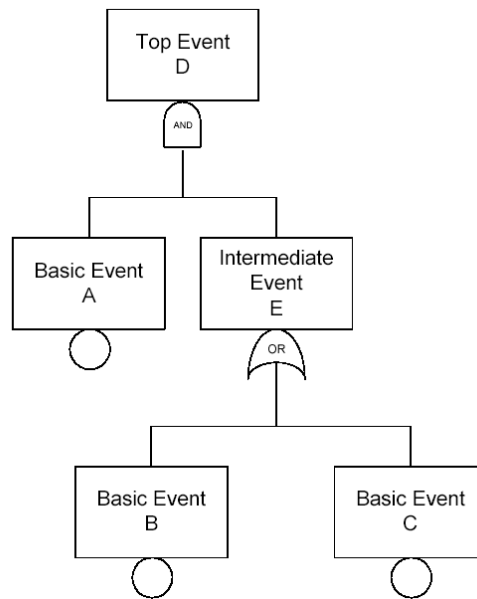 Top Event
D
AND
Basic Event
A
Intermediate
Event
E
OR
Basic Event
B
Basic Event
C